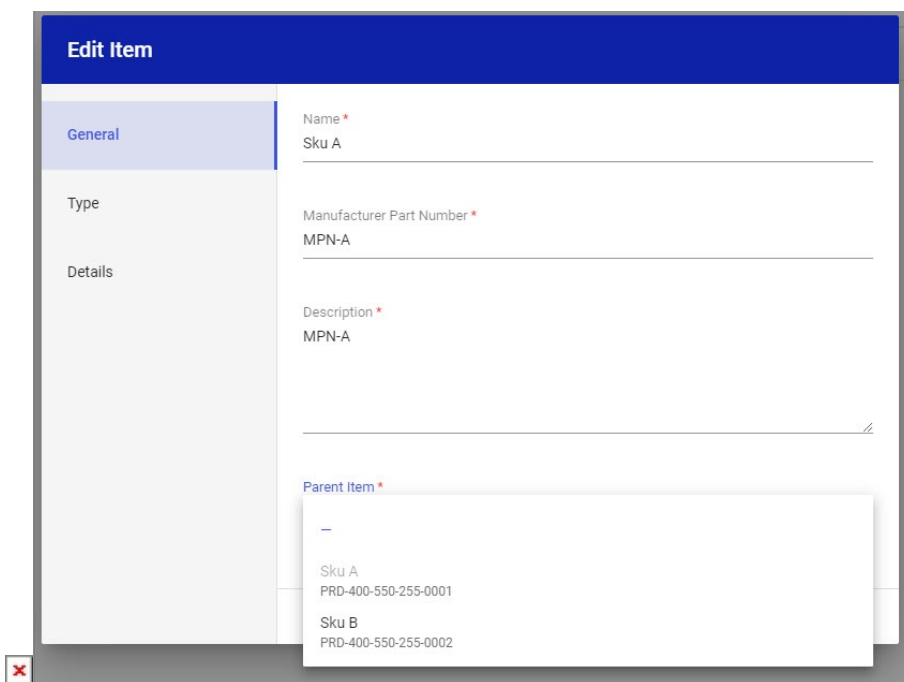 Edit Item
General
Type
Details
Name *
Sku A
Manufacturer Part Number *
MPN-A
Description *
MPN-A
Parent Item *
–
Sku A
PRD-400-550-255-0001
Sku B
PRD-400-550-255-0002